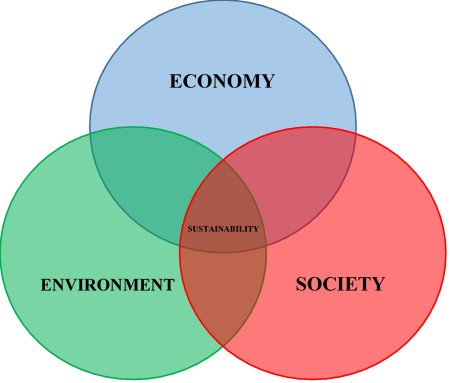 ECONOMY
SUSTAINABILITY
ENVIRONMENT
SOCIETY